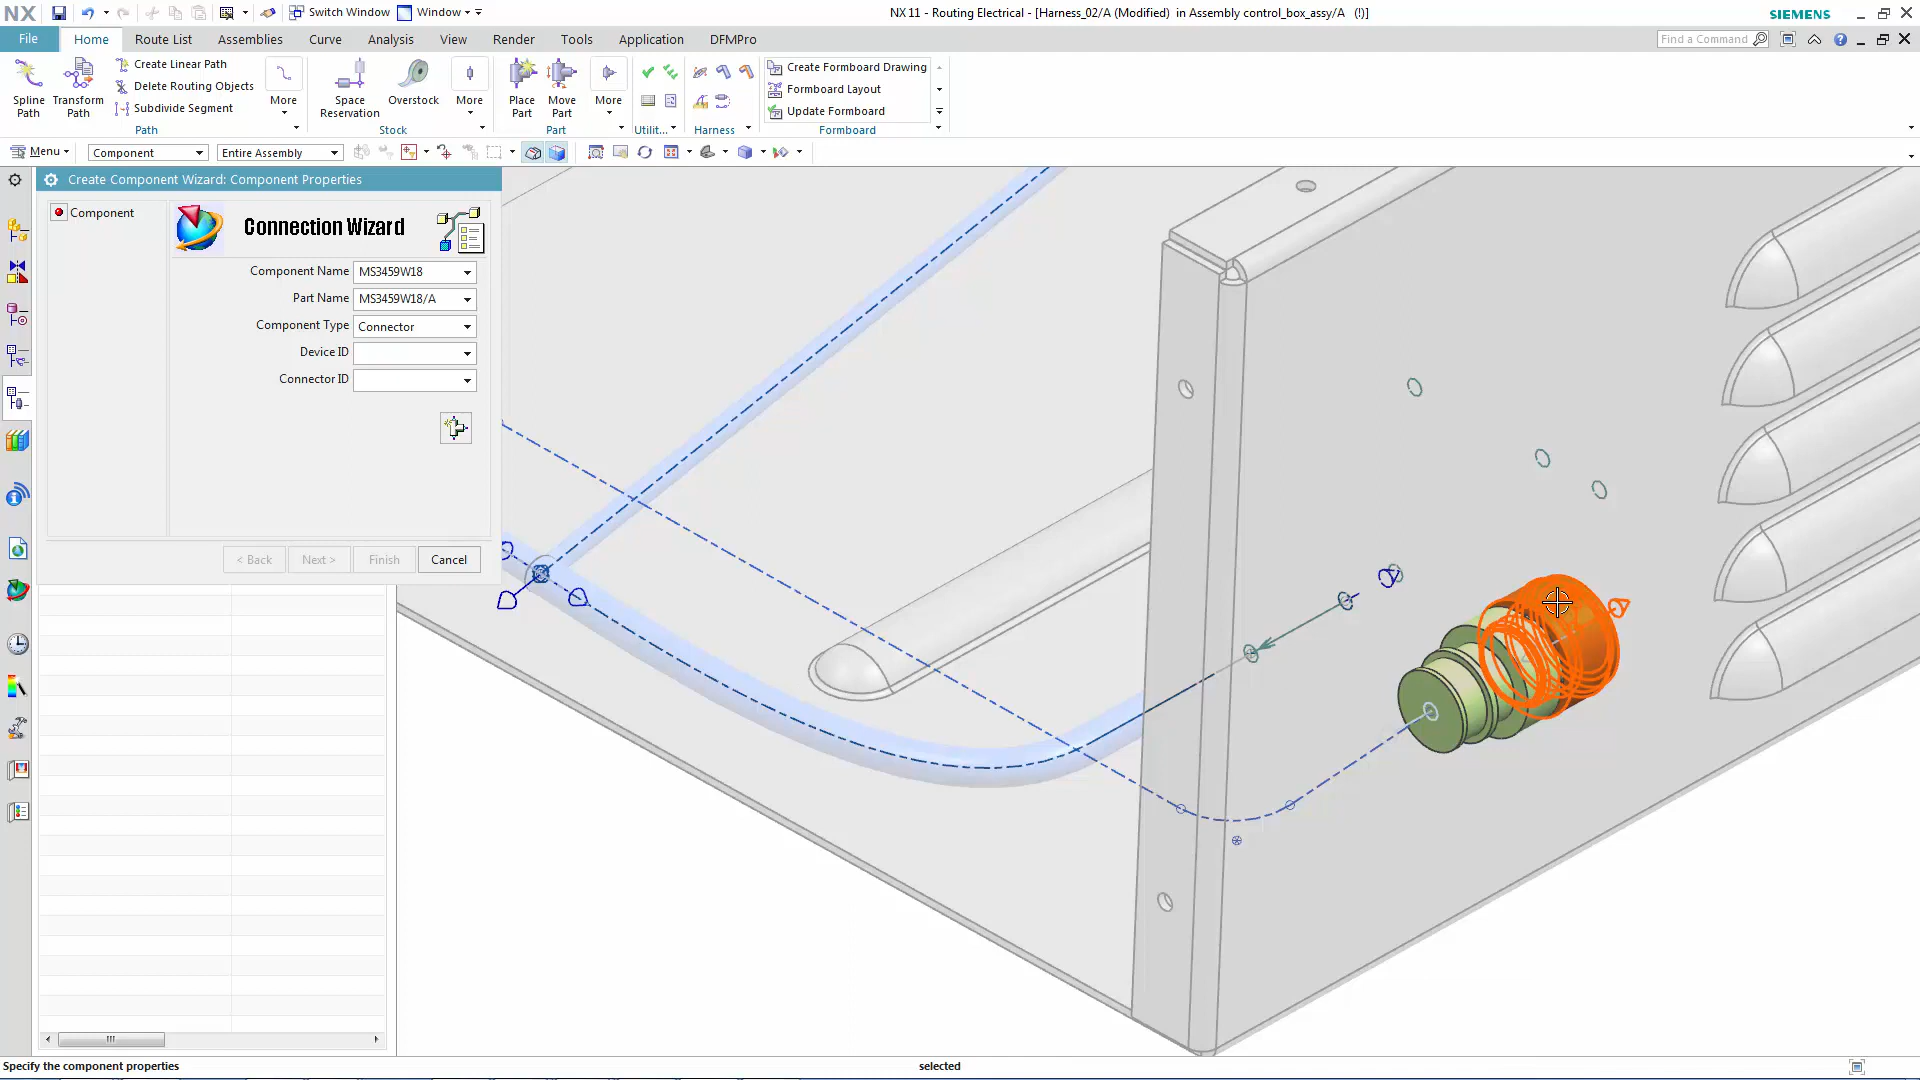 NX
Switch Window
Window
NX 11 - Routing Electrical - [Harness_02/A (Modified) in Assembly control_box_assy/A (!)]
SIEMENS
File
Home
Route List
Assemblies
Curve
Analysis
View
Render
Tools
Application
DFMPro
Find a Command
Spline Path
Transform Path
Create Linear Path
Delete Routing Objects
Subdivide Segment
More
Path
Space Reservation
Overstock
More
Stock
Place Part
Move Part
More
Part
Utilit...
Harness
Create Formboard Drawing
Formboard Layout
Update Formboard
Formboard
Menu
Component
Entire Assembly
Create Component Wizard: Component Properties
Component
Connection Wizard
Component Name MS3459W18
Part Name MS3459W18/A
Component Type Connector
Device ID
Connector ID
< Back
Next >
Finish
Cancel
Specify the component properties
selected